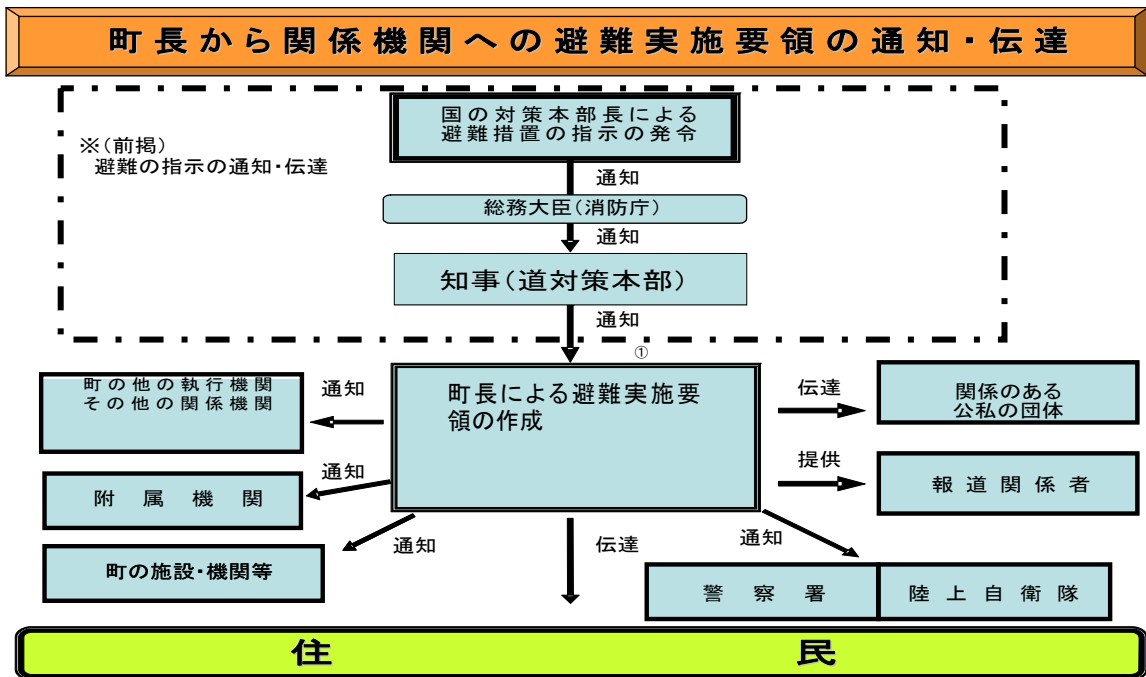 町長から関係機関への避難実施要領の通知・伝達
国の対策本部長による
避難措置の指示の発令
※(前掲)
避難の指示の通知・伝達
通知
総務大臣(消防庁)
通知
知事(道対策本部)
通知
①
町長による避難実施要
領の作成
町の他の執行機関
その他の関係機関
通知
附属機関
通知
町の施設・機関等
通知
伝達
関係のある
公私の団体
提供
報道関係者
通知
警察署
陸上自衛隊
伝達
住民